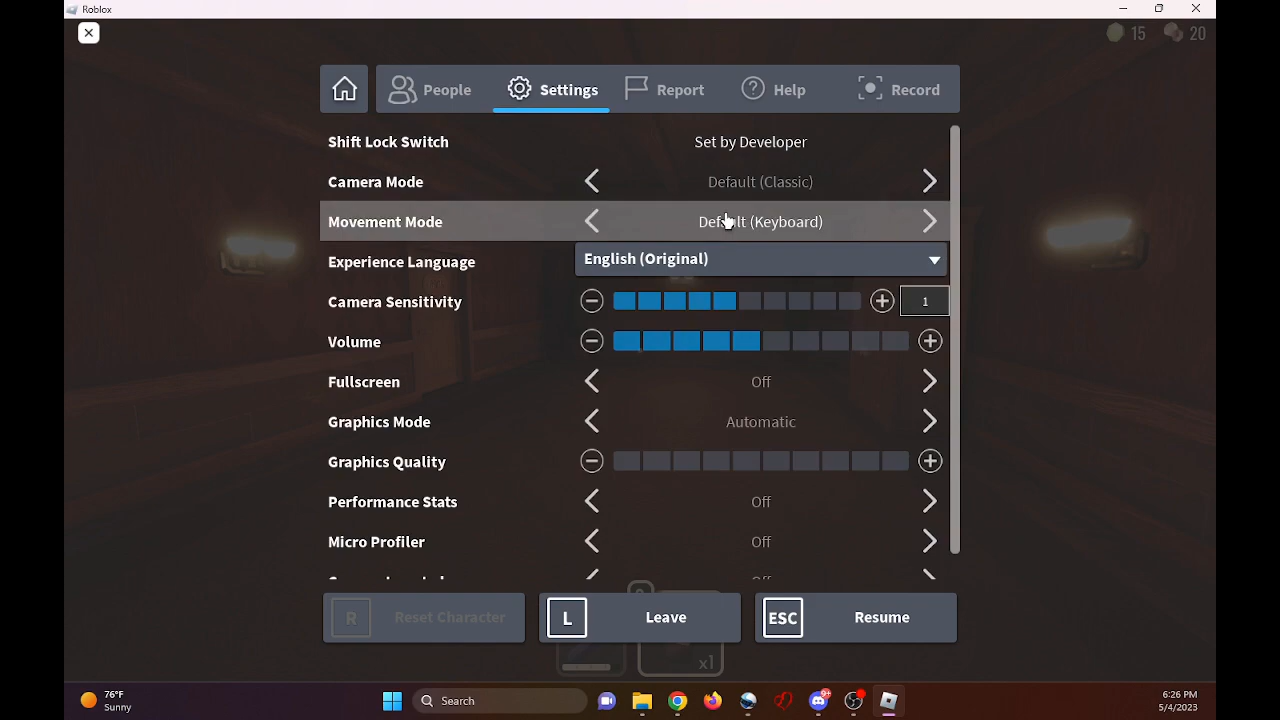 Roblox
15 20
People Settings Report Help Record
Shift Lock Switch Set by Developer
Camera Mode Default (Classic)
Movement Mode Default (Keyboard)
Experience Language English (Original)
Camera Sensitivity 1
Volume
Fullscreen Off
Graphics Mode Automatic
Graphics Quality
Performance Stats Off
Micro Profiler Off
Off
R Reset Character L Leave ESC Resume
x1
76°F
Sunny
Search
9+
6:26 PM
5/4/2023